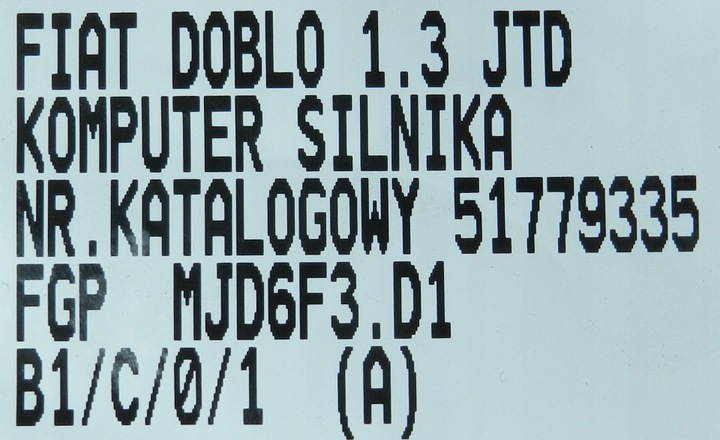 FIAT DOBLO 1.3 JTD
KOMPUTER SILNIKA
NR.KATALOGOWY 51779335
FGP  MJD6F3.D1
B1/C/0/1  (A)